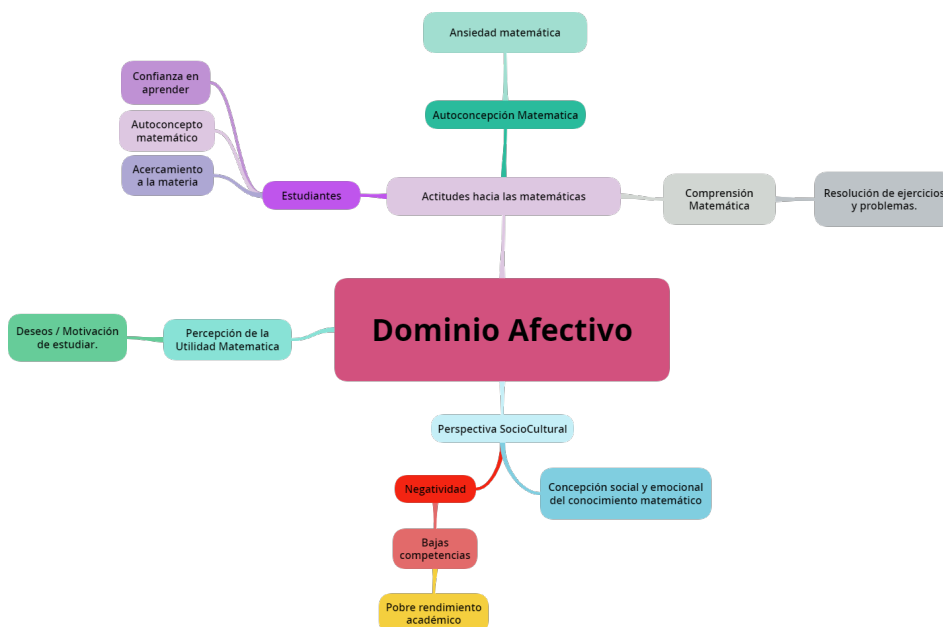 Ansiedad matemática
Confianza en
aprender
Autoconcepción Matematica
Autoconcepto
matemático
Acercamiento
a la materia
Estudiantes
Actitudes hacia las matemáticas
Comprensión
Matemática
Resolución de ejercicios
y problemas.
Deseos / Motivación
de estudiar.
Percepción de la
Utilidad Matematica
Dominio Afectivo
Perspectiva SocioCultural
Negatividad
Concepción social y emocional
del conocimiento matemático
Bajas
competencias
Pobre rendimiento
académico